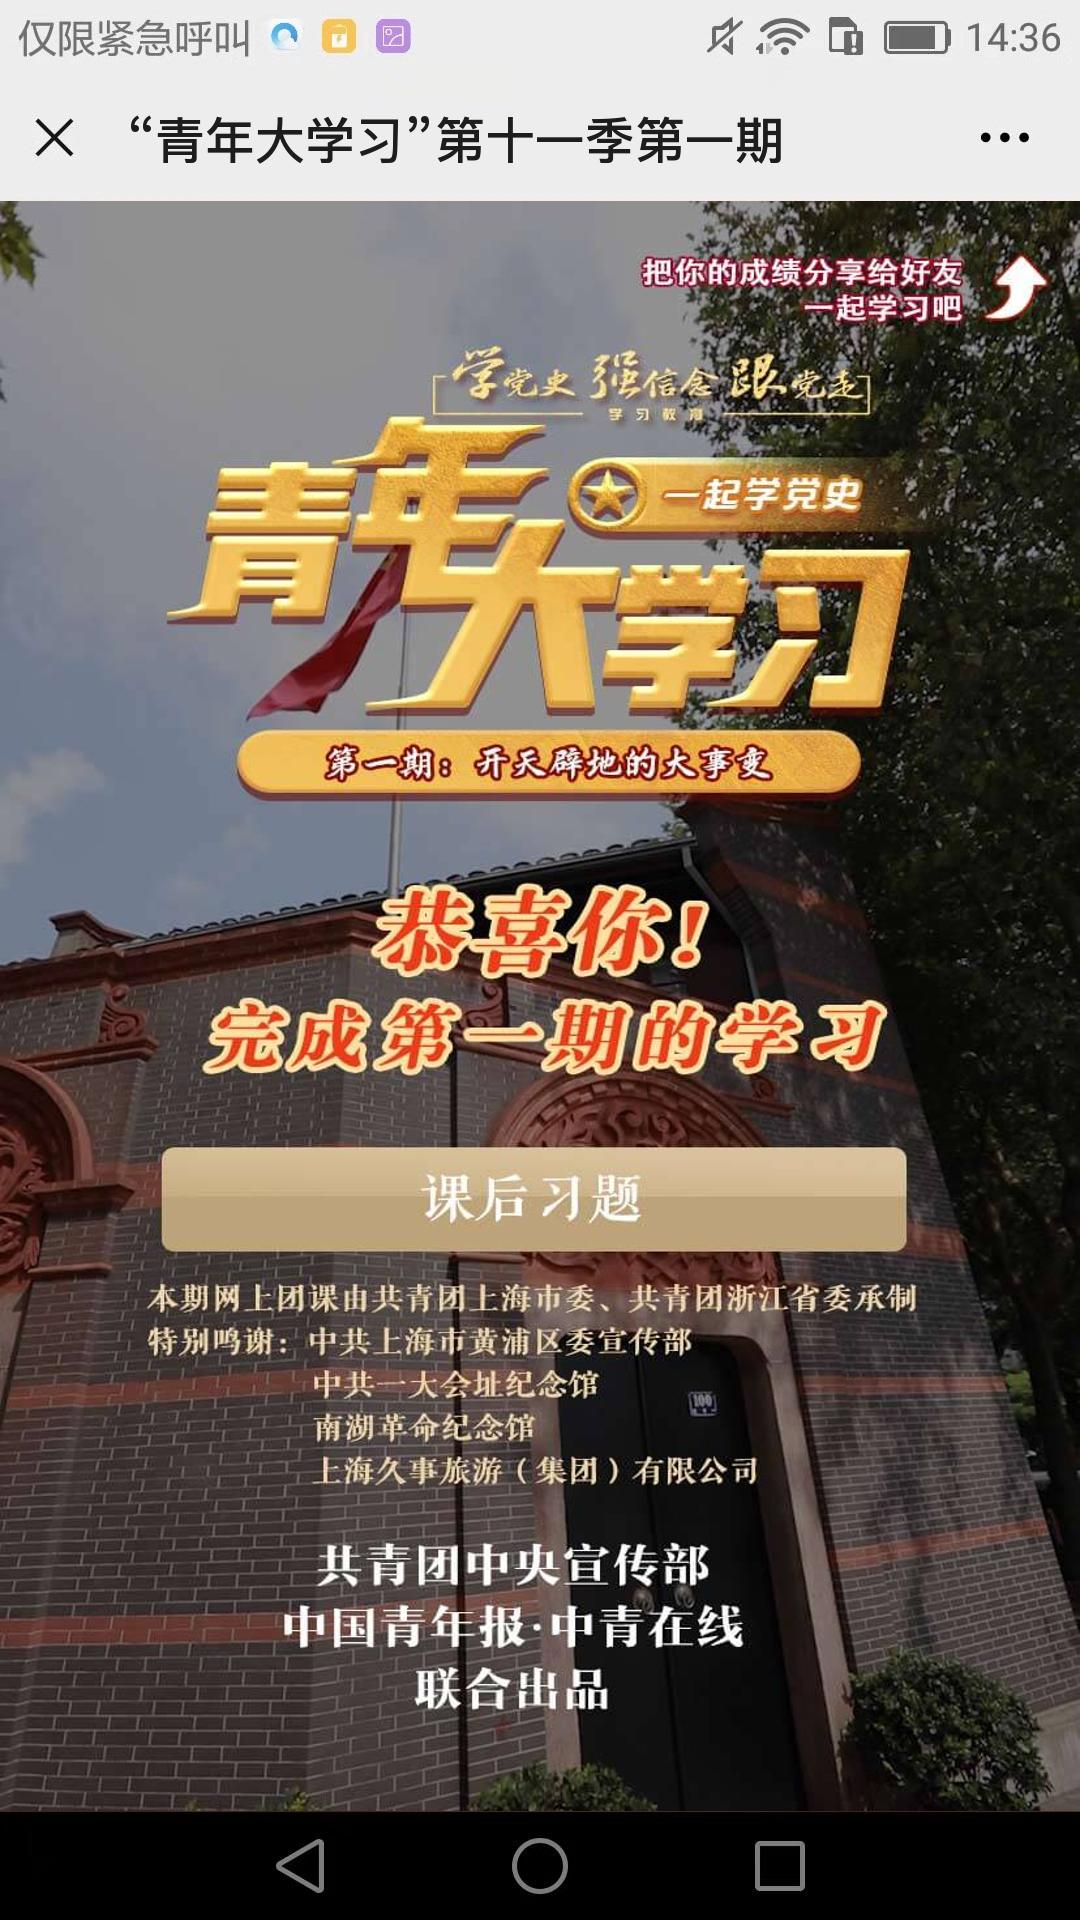 仅限紧急呼叫
14:36
“青年大学习”第十一季第一期
把你的成绩分享给好友
一起学习吧
学党史 强信念 跟党走
学习教育
青年大学习
一起学党史
第一期：开天辟地的大事变
恭喜你!
完成第一期的学习
课后习题
本期网上团课由共青团上海市委、共青团浙江省委承制
特别鸣谢：中共上海市黄浦区委宣传部
中共一大会址纪念馆
南湖革命纪念馆
上海久事旅游（集团）有限公司
100
共青团中央宣传部
中国青年报·中青在线
联合出品